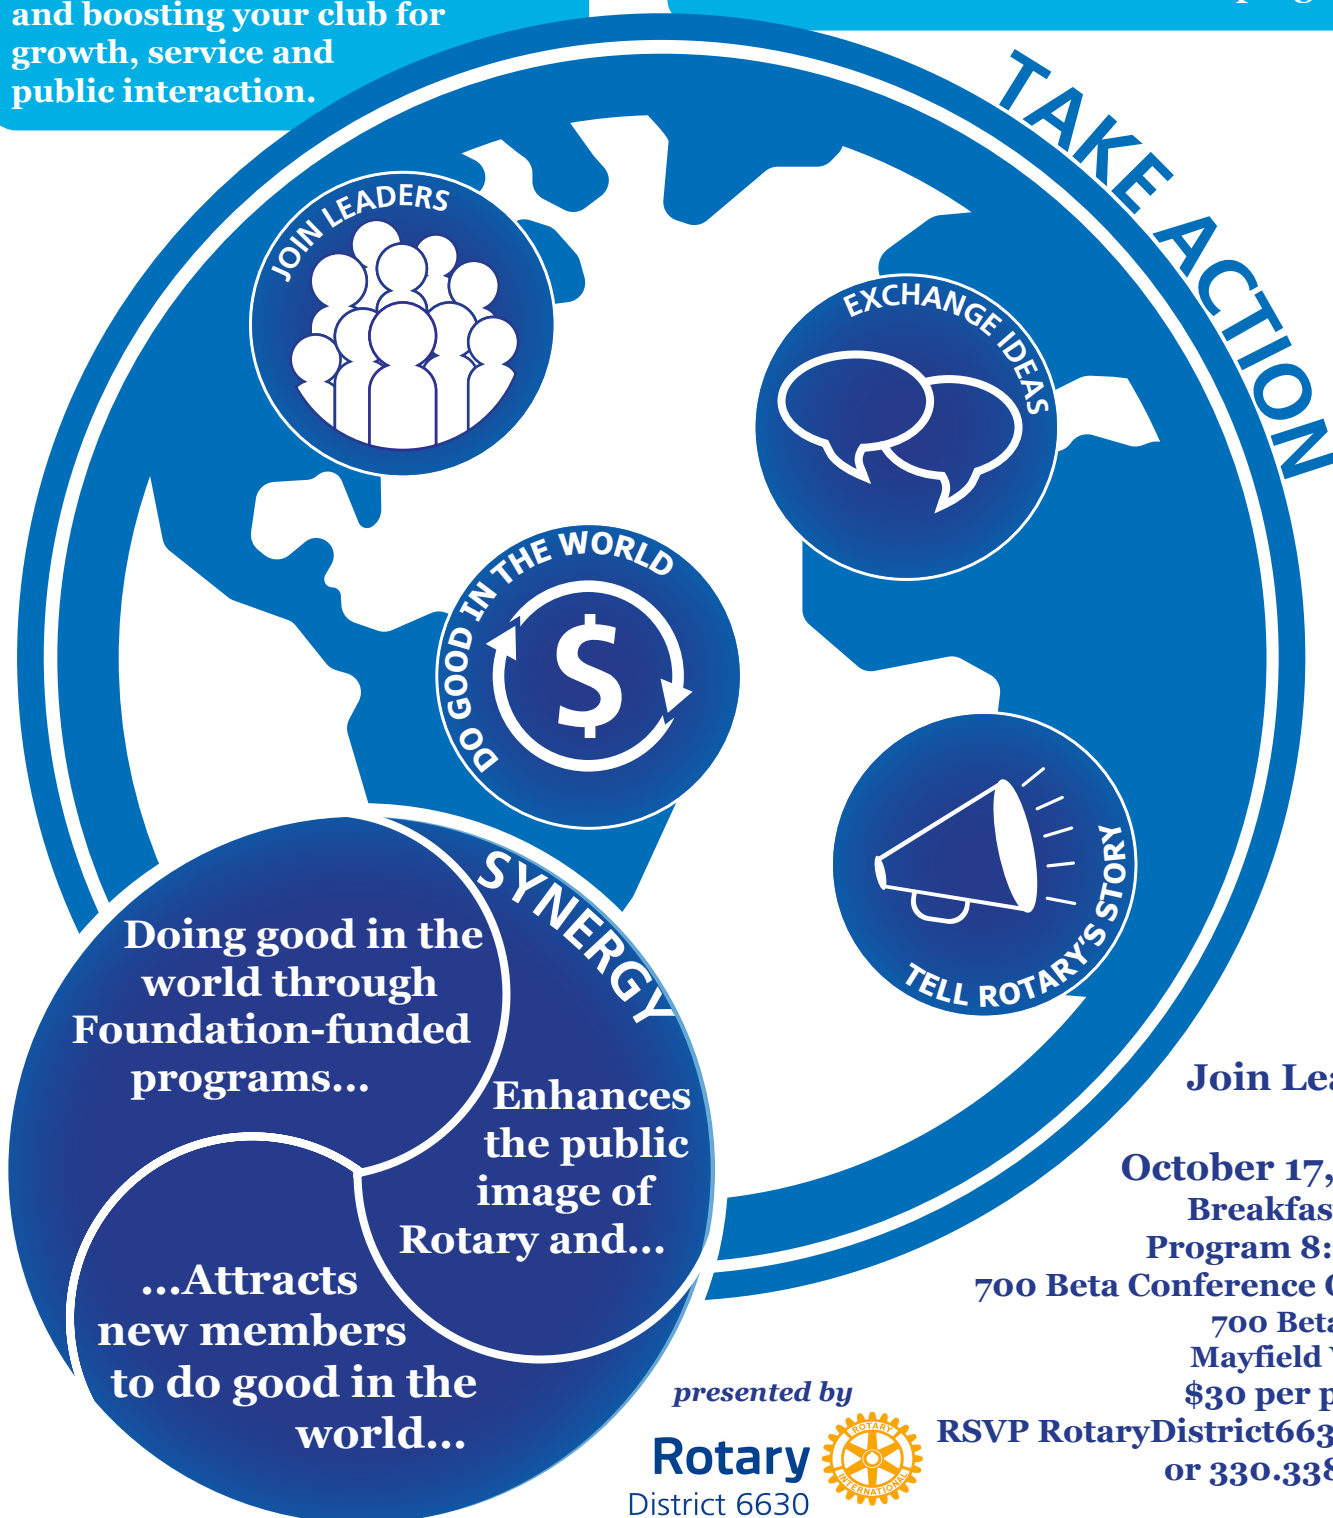 and boosting your club for
growth, service and
public interaction.
TAKE ACTION
JOIN LEADERS
EXCHANGE IDEAS
DO GOOD IN THE WORLD
$
TELL ROTARY'S STORY
SYNERGY
Doing good in the
world through
Foundation-funded
programs...
Enhances
the public
image of
Rotary and...
...Attracts
new members
to do good in the
world...
Join
October 17,
Program 8:
700 Beta Conference
700 Beta
Mayfield
$30 per
RSVP RotaryDistrict663
or 330.338
presented by
Rotary
District 6630
ROTARY
INTERNATIONAL